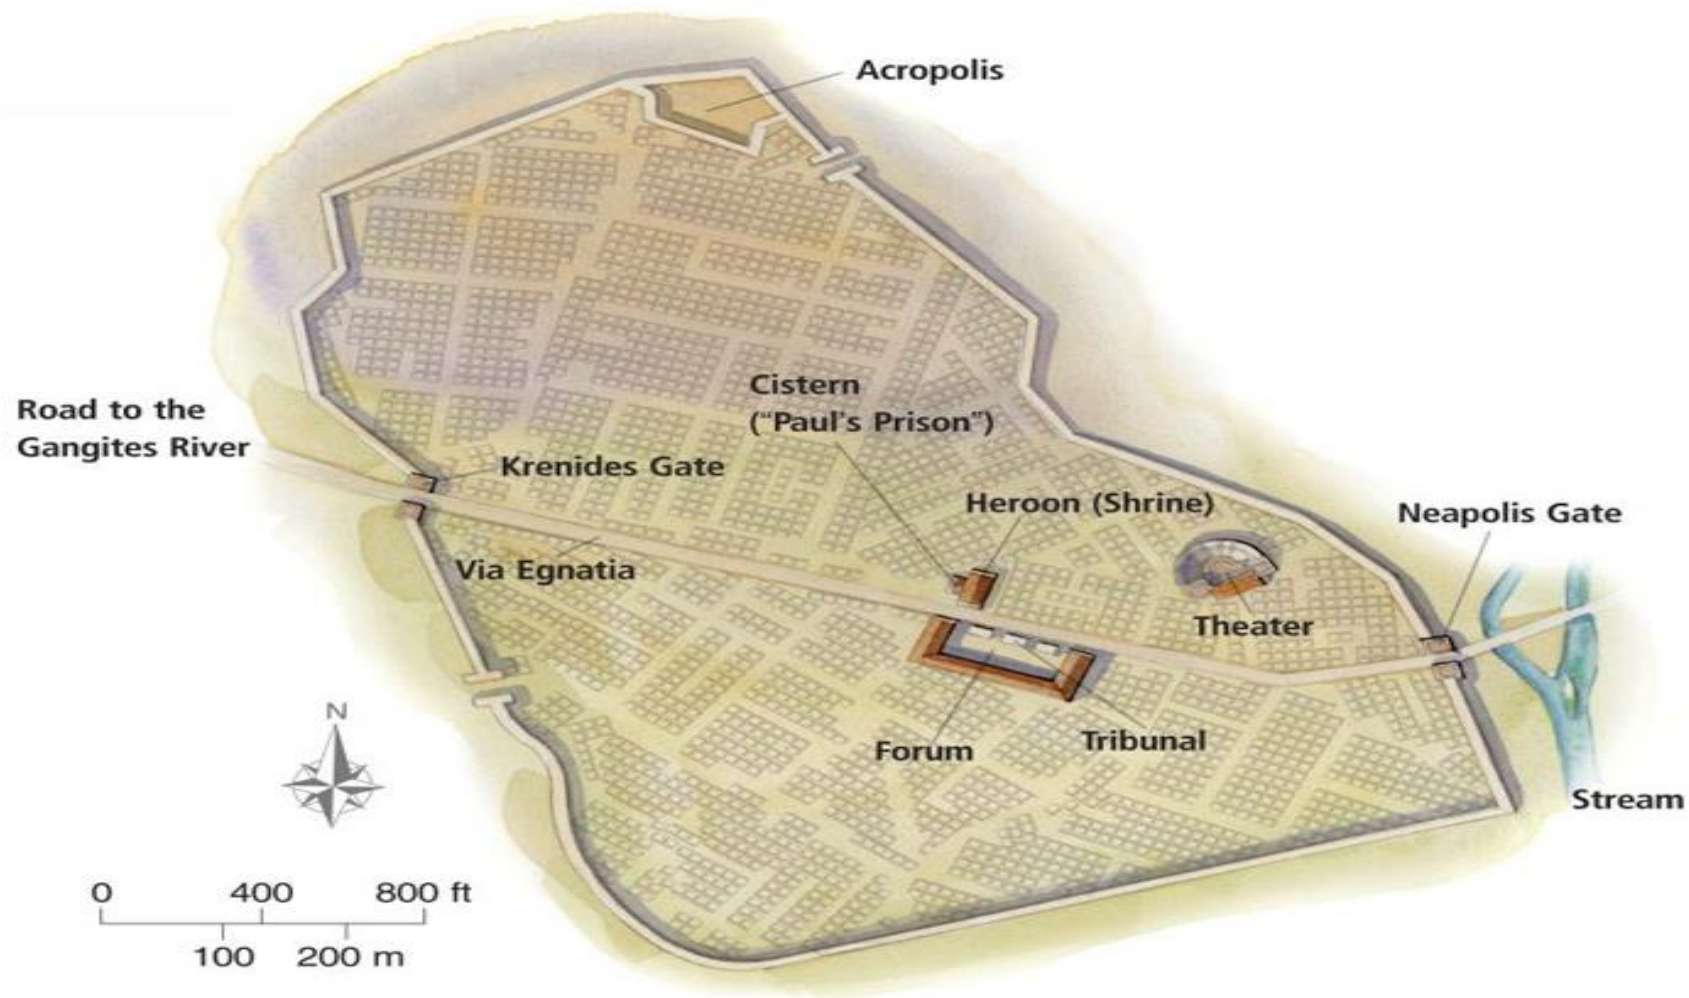 Acropolis
Cistern
(“Paul’s Prison”)
Road to the
Gangites River
Krenides Gate
Heroon (Shrine)
Neapolis Gate
Via Egnatia
Theater
N
Forum
Tribunal
Stream
0 400 800 ft
100 200 m